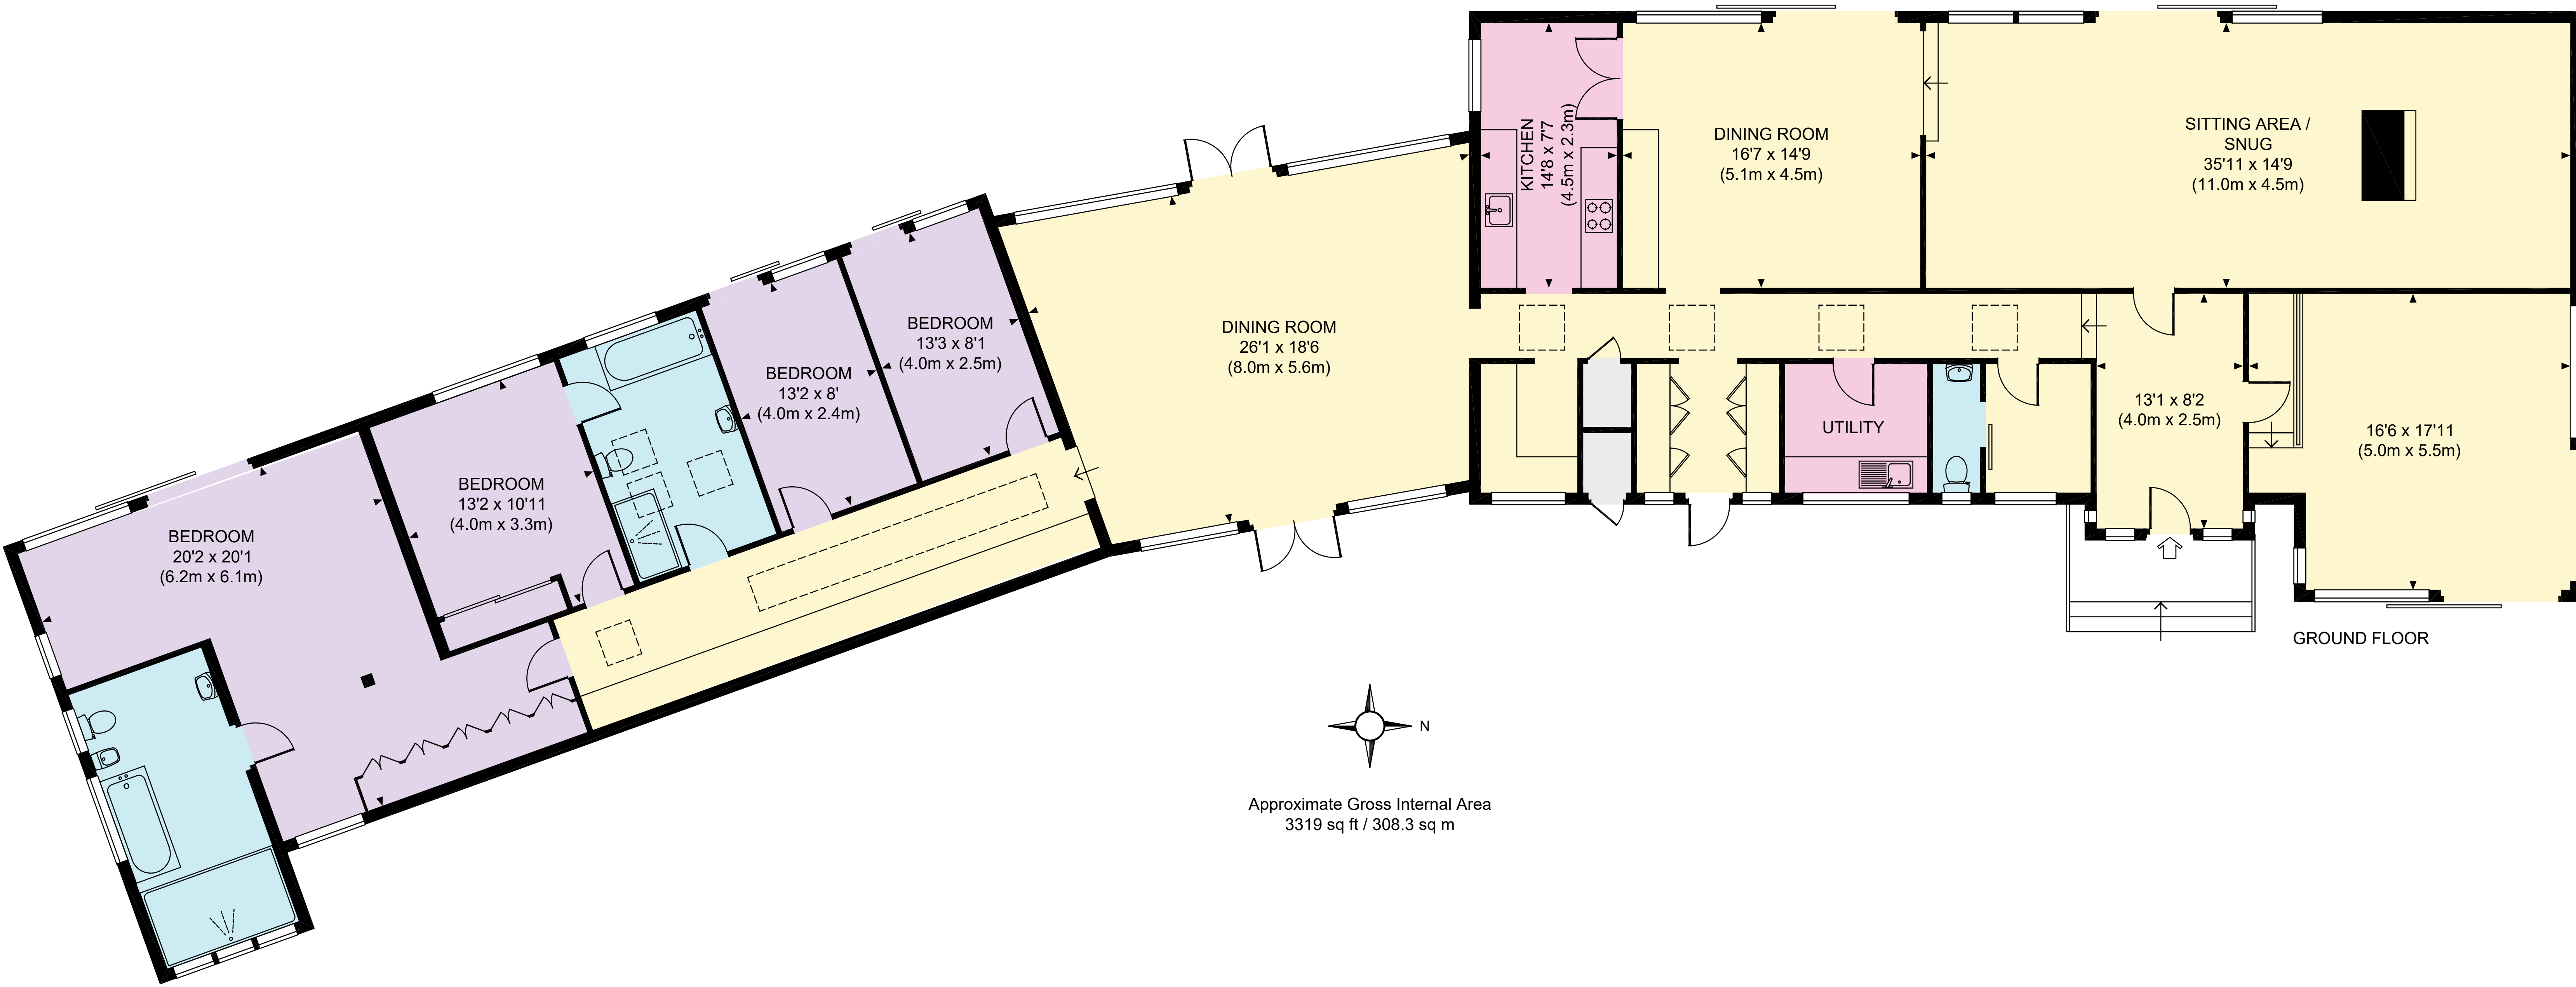 KITCHEN
14'8 x 7'7
(4.5m x 2.3m)
DINING ROOM
16'7 x 14'9
(5.1m x 4.5m)
SITTING AREA /
SNUG
35'11 x 14'9
(11.0m x 4.5m)
BEDROOM
13'3 x 8'1
(4.0m x 2.5m)
DINING ROOM
26'1 x 18'6
(8.0m x 5.6m)
BEDROOM
13'2 x 8'
(4.0m x 2.4m)
13'1 x 8'2
(4.0m x 2.5m)
UTILITY
16'6 x 17'11
(5.0m x 5.5m)
BEDROOM
13'2 x 10'11
(4.0m x 3.3m)
BEDROOM
20'2 x 20'1
(6.2m x 6.1m)
GROUND FLOOR
N
Approximate Gross Internal Area
3319 sq ft / 308.3 sq m